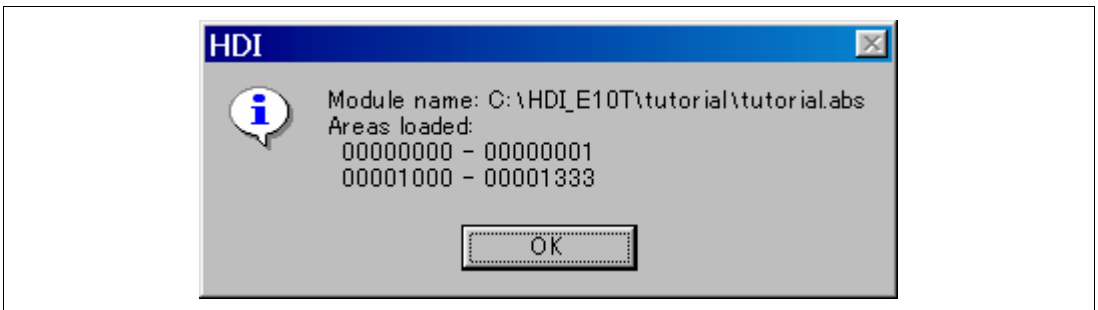 HDI
Module name: C:\HDI_E10T\tutorial\tutorial.abs
Areas loaded:
00000000 - 00000001
00001000 - 00001333
OK